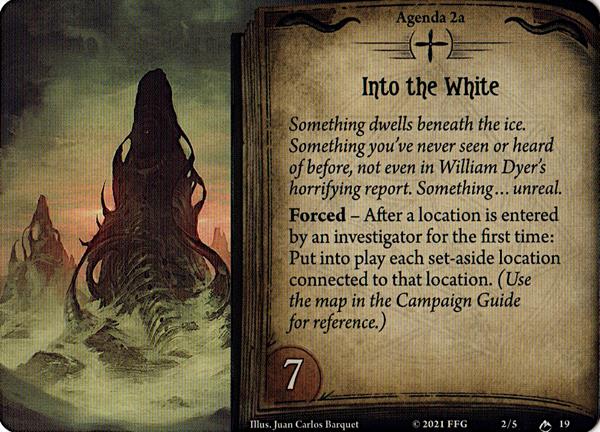 Agenda 2a
Into the White
Something dwells beneath the ice.
Something you've never seen or heard
of before, not even in William Dyer's
horrifying report. Something… unreal.
Forced – After a location is entered
by an investigator for the first time:
Put into play each set-aside location
connected to that location. (Use
the map in the Campaign Guide
for reference.)
7
Illus. Juan Carlos Barquet © 2021 FFG 2/5 19